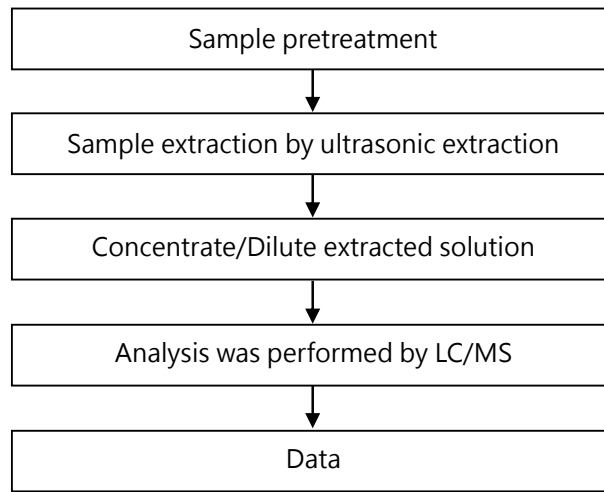 Sample pretreatment
Sample extraction by ultrasonic extraction
Concentrate/Dilute extracted solution
Analysis was performed by LC/MS
Data